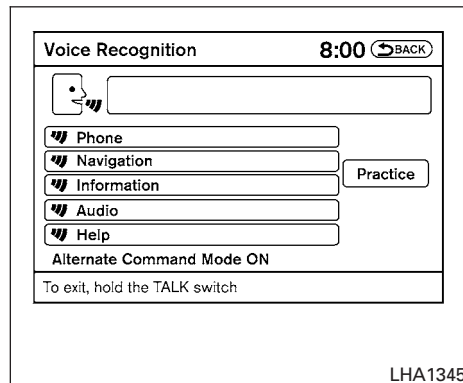 Voice Recognition 8:00 BACK
Phone
Navigation
Information
Practice
Audio
Help
Alternate Command Mode ON
To exit, hold the TALK switch
LHA1345